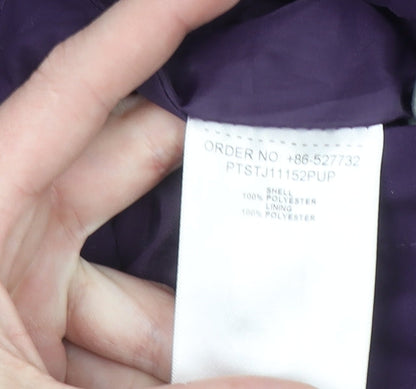 ORDER NO +86-527732
PTSTJ11152PUP
SHELL
100% POLYESTER
LINING
100% POLYESTER